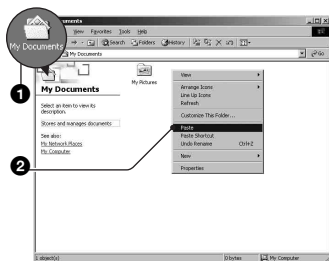 My Documents
View Favorites Tools Help
Search Folders History
My Documents
Go
My Documents
Select an item to view its
description.
Stores and manages documents
See also:
My Network Places
My Computer
My Pictures
View
Arrange Icons
Line Up Icons
Refresh
Customize This Folder...
Paste
Paste Shortcut
Undo Rename Ctrl+Z
New
Properties
1
2
1 object(s)
0 bytes
My Computer